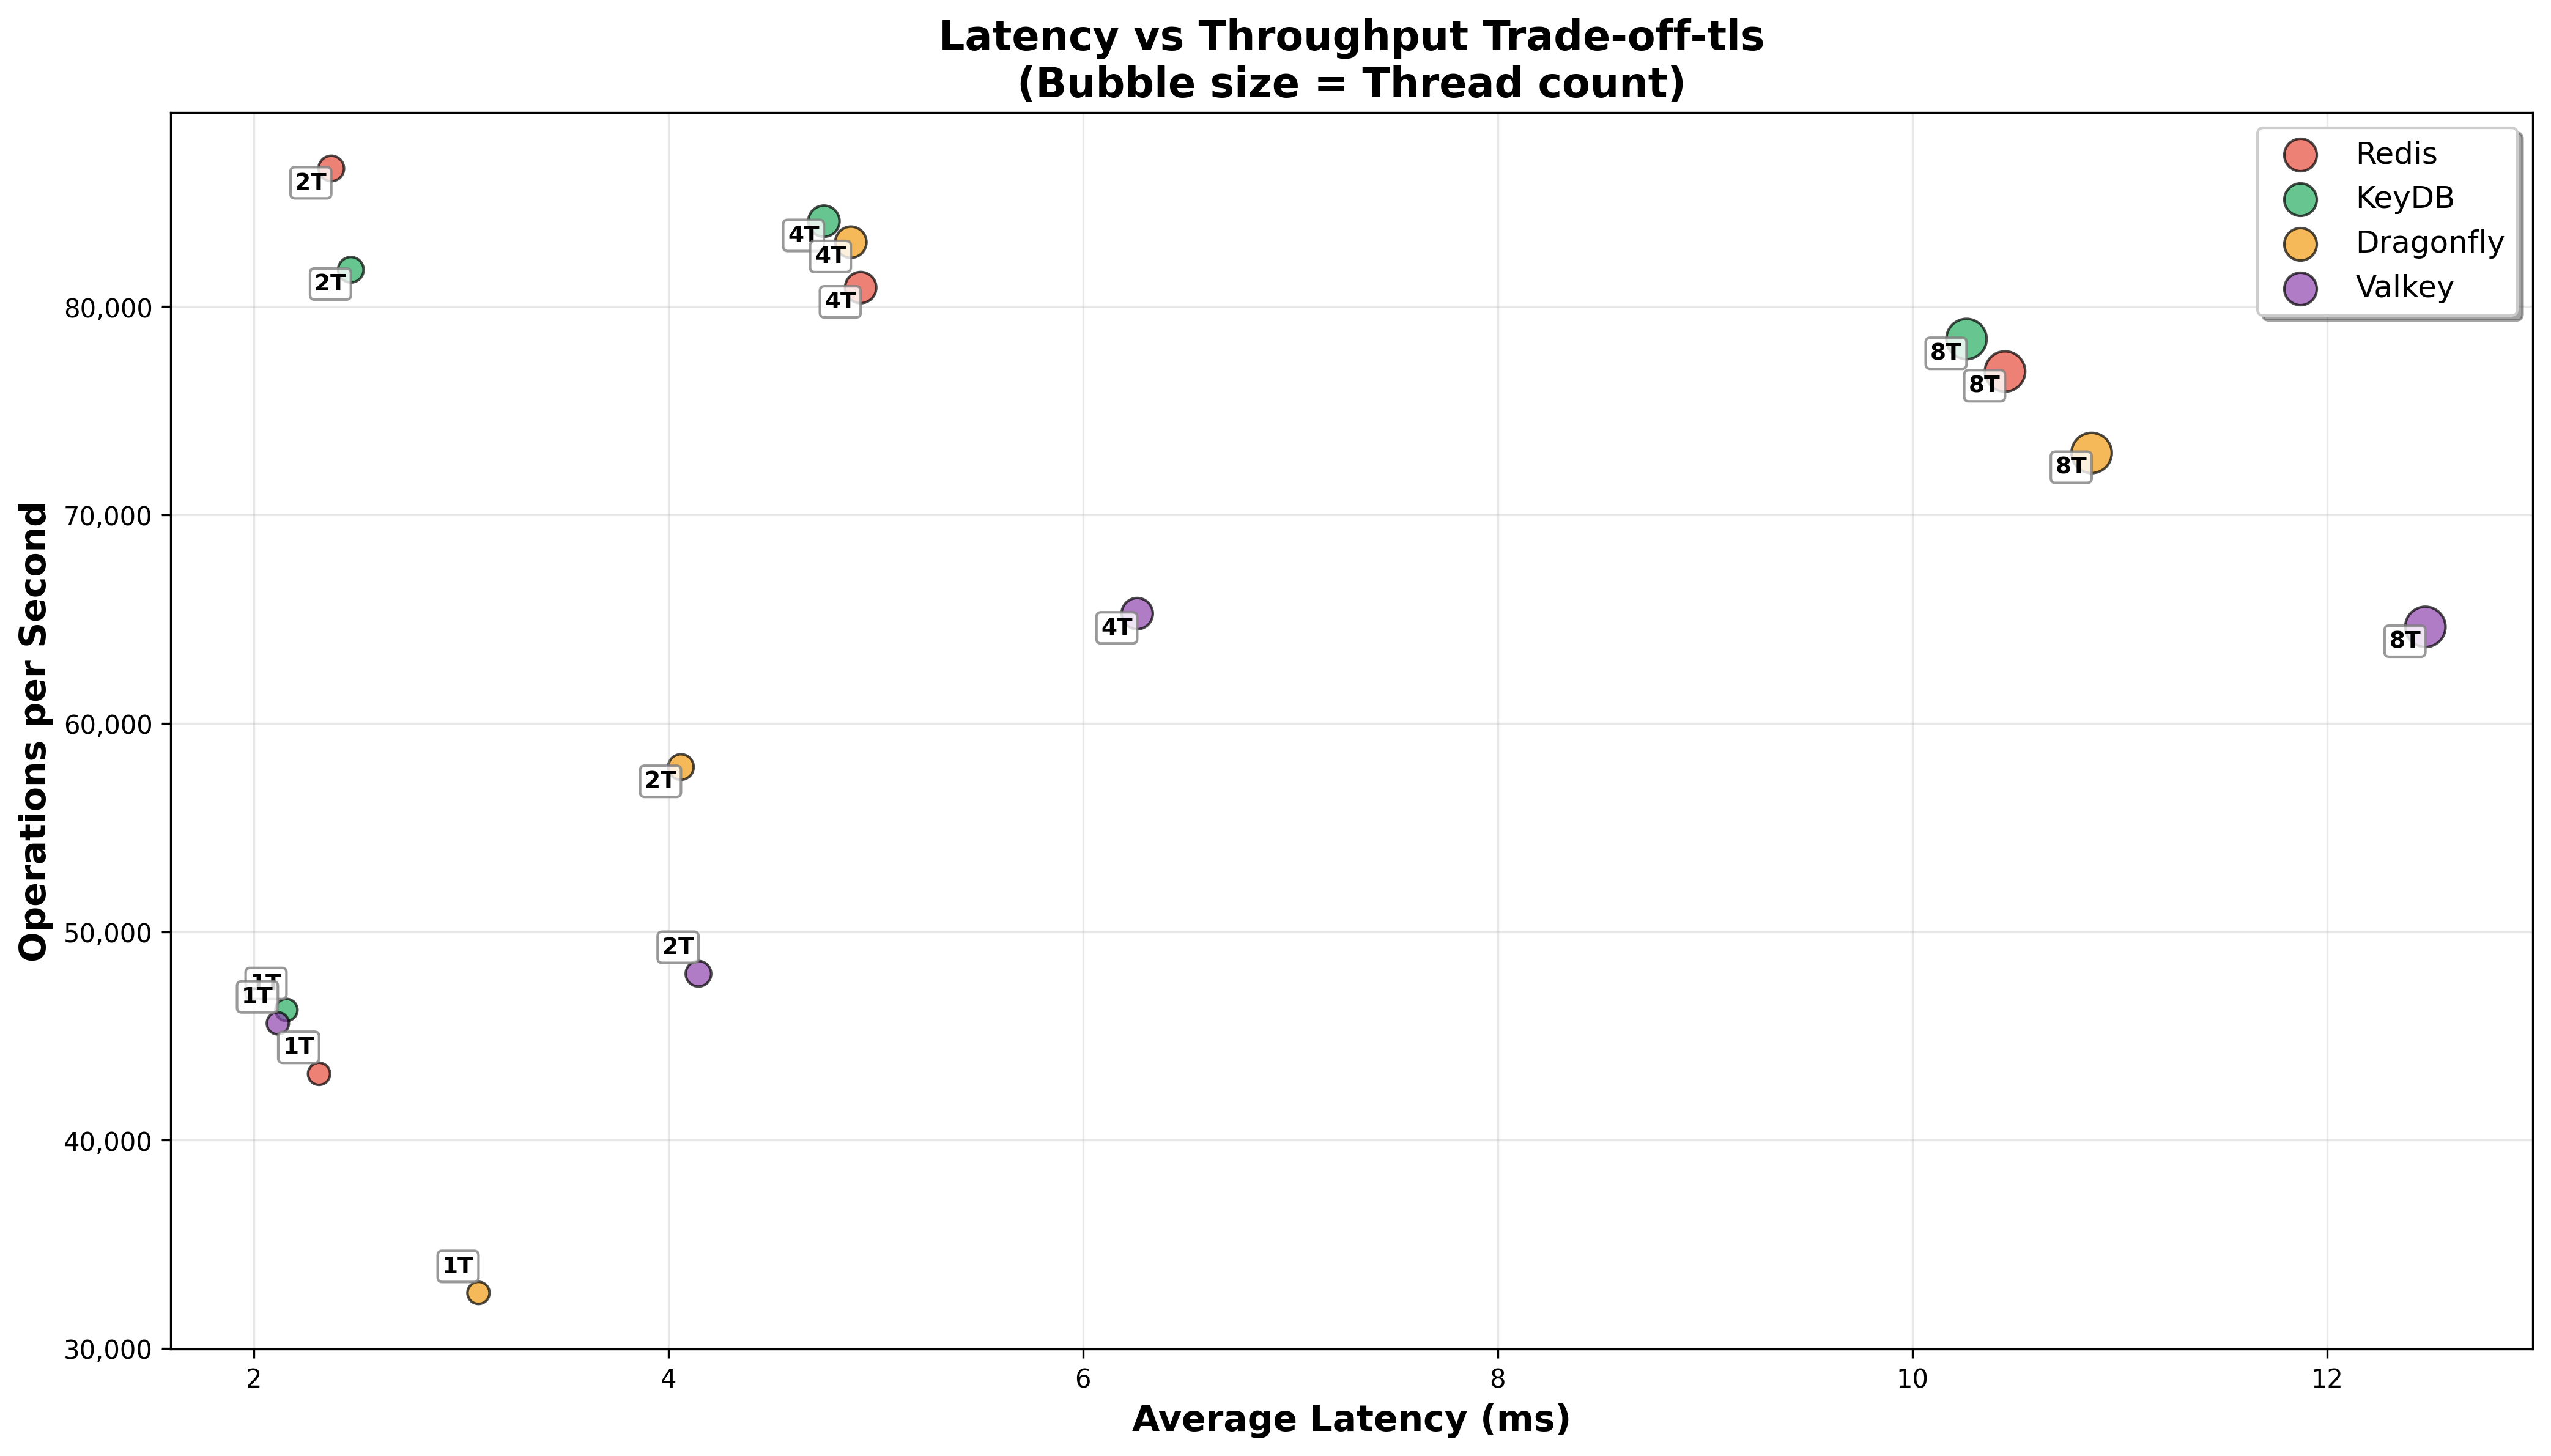 Latency vs Throughput Trade-off-tls
(Bubble size = Thread count)
Redis
KeyDB
Dragonfly
Valkey
2T
2T
4T
4T
4T
8T
8T
8T
4T
8T
2T
2T
1T
1T
1T
1T
80,000
70,000
60,000
50,000
40,000
30,000
Operations per Second
2
4
6
8
10
12
Average Latency (ms)